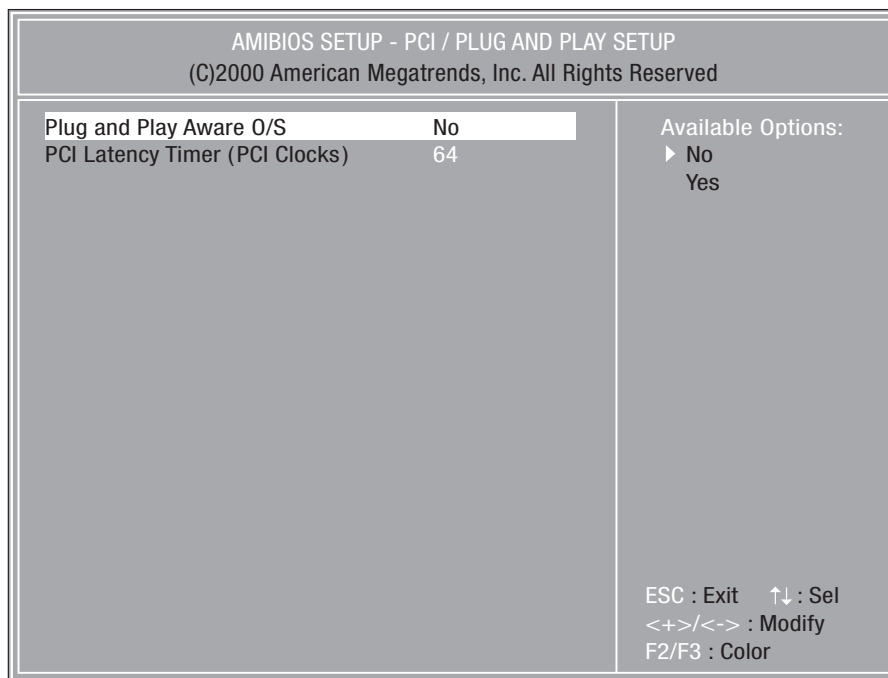 AMIBIOS SETUP - PCI / PLUG AND PLAY SETUP
(C)2000 American Megatrends, Inc. All Rights Reserved
Plug and Play Aware O/S No
PCI Latency Timer (PCI Clocks) 64
Available Options:
▶ No
Yes
ESC : Exit ↑↓ : Sel
<+>/<-> : Modify
F2/F3 : Color